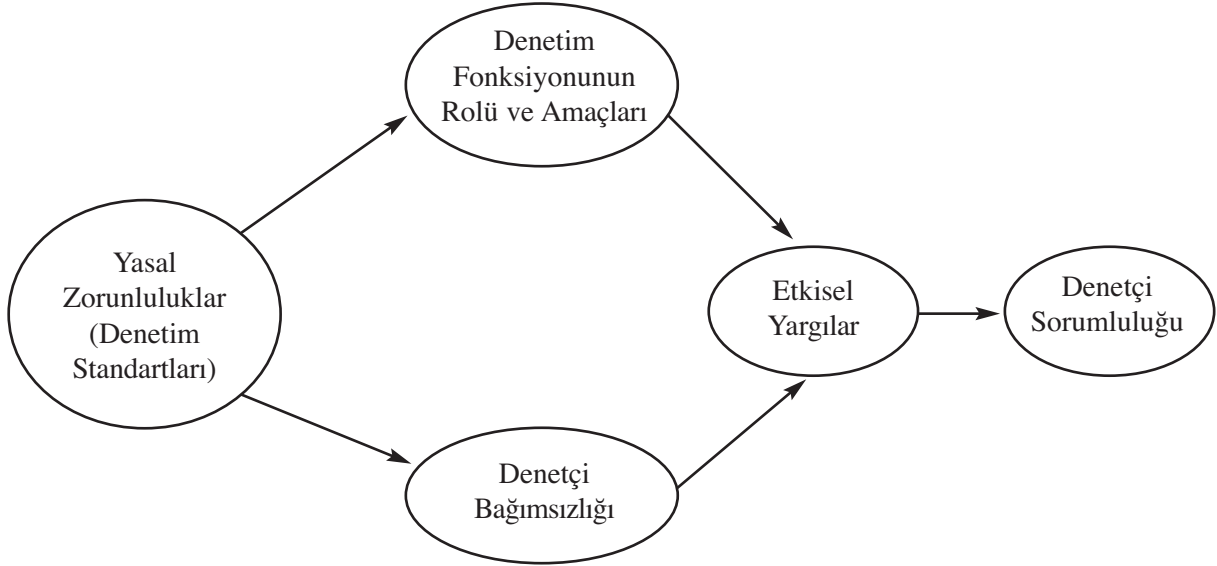 Denetim
Fonksiyonunun
Rolü ve Amaçları
Yasal
Zorunluluklar
(Denetim
Standartları)
Etkisel
Yargılar
Denetçi
Sorumluluğu
Denetçi
Bağımsızlığı